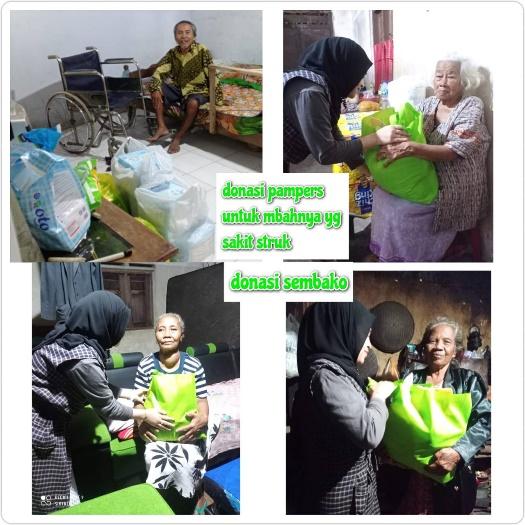 donasi pampers
untuk mbahnya yg
sakit struk
donasi sembako